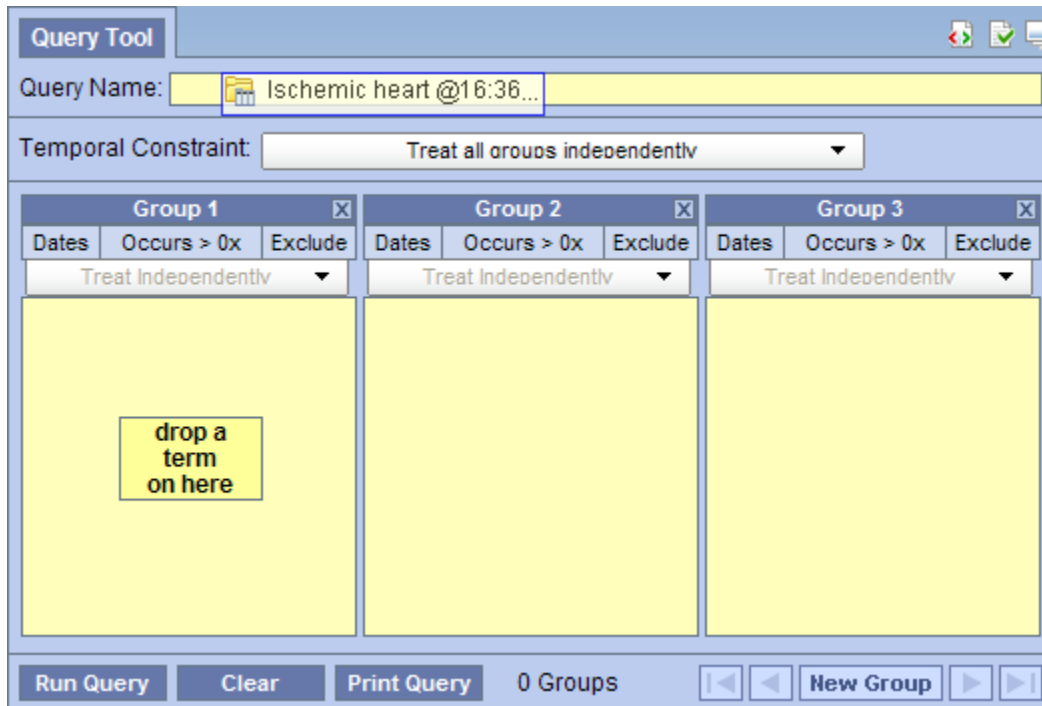 Query Tool
Query Name: Ischemic heart @16:36...
Temporal Constraint: Treat all groups independently
Group 1 X Group 2 X Group 3 X
Dates Occurs > 0x Exclude Dates Occurs > 0x Exclude Dates Occurs > 0x Exclude
Treat Independently Treat Independently Treat Independently
drop a
term
on here
Run Query Clear Print Query 0 Groups New Group